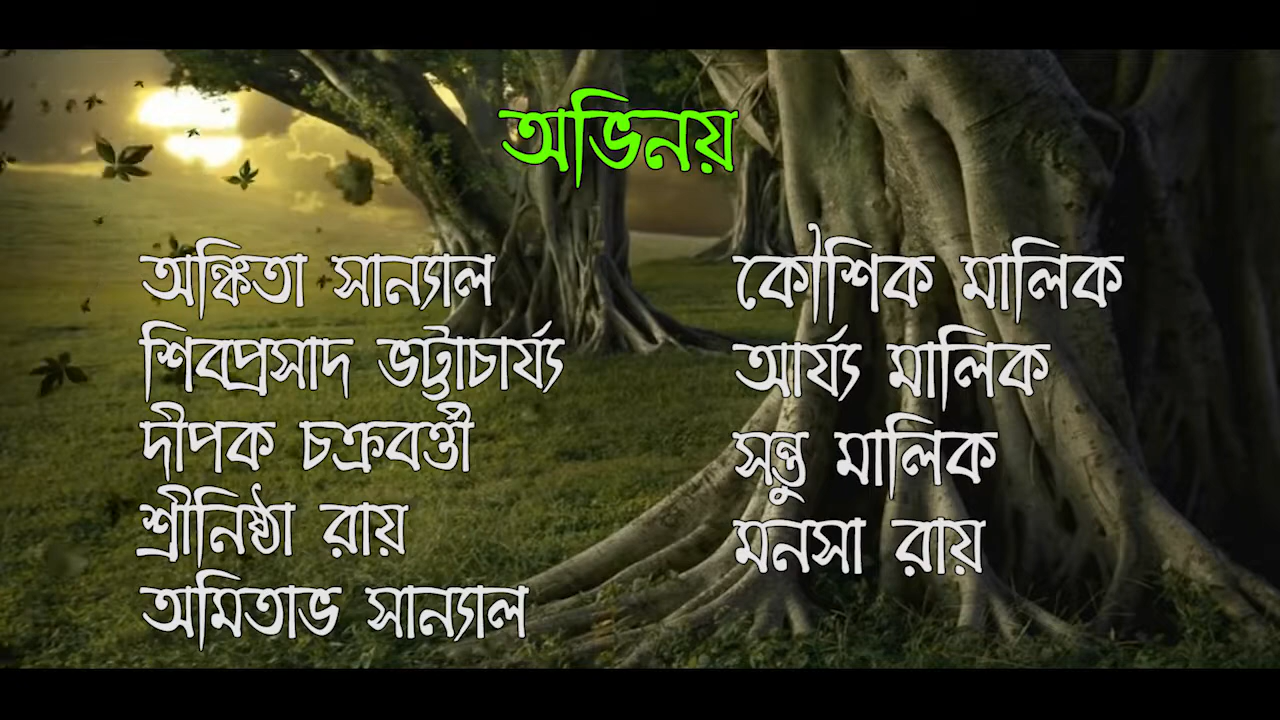 অভিনয়
অঙ্কিতা সান্যাল
শিবপ্রসাদ ভট্টাচার্য্য
দীপক চক্রবর্ত্তী
শ্রীনিষ্ঠা রায়
অমিতাভ সান্যাল
কৌশিক মালিক
আর্য্য মালিক
সন্তু মালিক
মনসা রায়